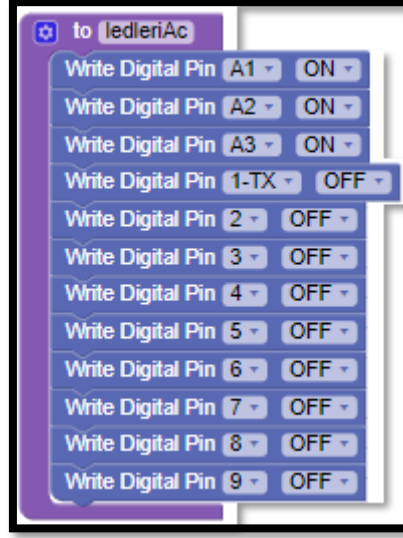 to ledleriAc
Write Digital Pin A1 ON
Write Digital Pin A2 ON
Write Digital Pin A3 ON
Write Digital Pin 1-TX OFF
Write Digital Pin 2 OFF
Write Digital Pin 3 OFF
Write Digital Pin 4 OFF
Write Digital Pin 5 OFF
Write Digital Pin 6 OFF
Write Digital Pin 7 OFF
Write Digital Pin 8 OFF
Write Digital Pin 9 OFF